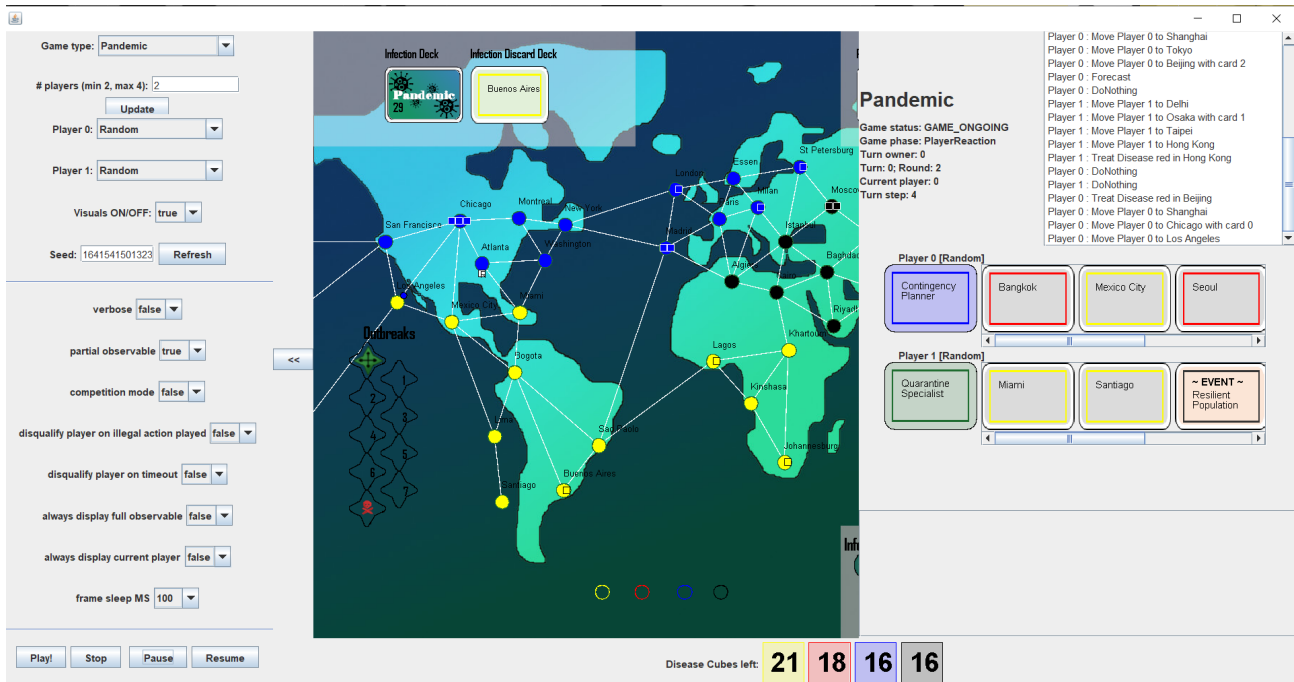 Game type: Pandemic
# players (min 2, max 4): 2
Update
Player 0: Random
Player 1: Random
Visuals ON/OFF: true
Seed: 1641541501323 Refresh
verbose false
partial observable true
competition mode false
disqualify player on illegal action played false
disqualify player on timeout false
always display full observable false
always display current player false
frame sleep MS 100
Play! Stop Pause Resume
<<
Infection Deck
Infection Discard Deck
Pandemic
29
Buenos Aires
San Francisco
Chicago
Montreal
New York
Atlanta
Washington
Los Angeles
Mexico City
Miami
London
Essen
St Petersburg
Paris
Milan
Moscow
Madrid
Istanbul
Algiers
Baghdad
Riyadh
Khartoum
Lagos
Kinshasa
Johannesburg
Bogota
Lima
Sao Paulo
Santiago
Buenos Aires
Outbreaks
1
2
3
4
5
6
7
Disease Cubes left: 21 18 16 16
Pandemic
Game status: GAME_ONGOING
Game phase: PlayerReaction
Turn owner: 0
Turn: 0; Round: 2
Current player: 0
Turn step: 4
Player 0 : Move Player 0 to Shanghai
Player 0 : Move Player 0 to Tokyo
Player 0 : Move Player 0 to Beijing with card 2
Player 0 : Forecast
Player 0 : DoNothing
Player 1 : Move Player 1 to Delhi
Player 1 : Move Player 1 to Osaka with card 1
Player 1 : Move Player 1 to Taipei
Player 1 : Move Player 1 to Hong Kong
Player 1 : Treat Disease red in Hong Kong
Player 0 : DoNothing
Player 1 : DoNothing
Player 0 : Treat Disease red in Beijing
Player 0 : Move Player 0 to Shanghai
Player 0 : Move Player 0 to Chicago with card 0
Player 0 : Move Player 0 to Los Angeles
Player 0 [Random]
Contingency
Planner
Bangkok
Mexico City
Seoul
Player 1 [Random]
Quarantine
Specialist
Miami
Santiago
~ EVENT ~
Resilient
Population